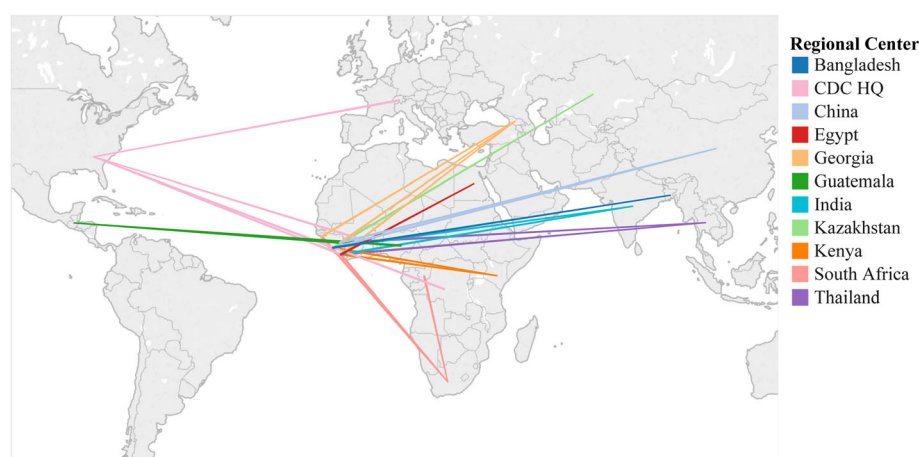 Regional Center
Bangladesh
CDC HQ
China
Egypt
Georgia
Guatemala
India
Kazakhstan
Kenya
South Africa
Thailand